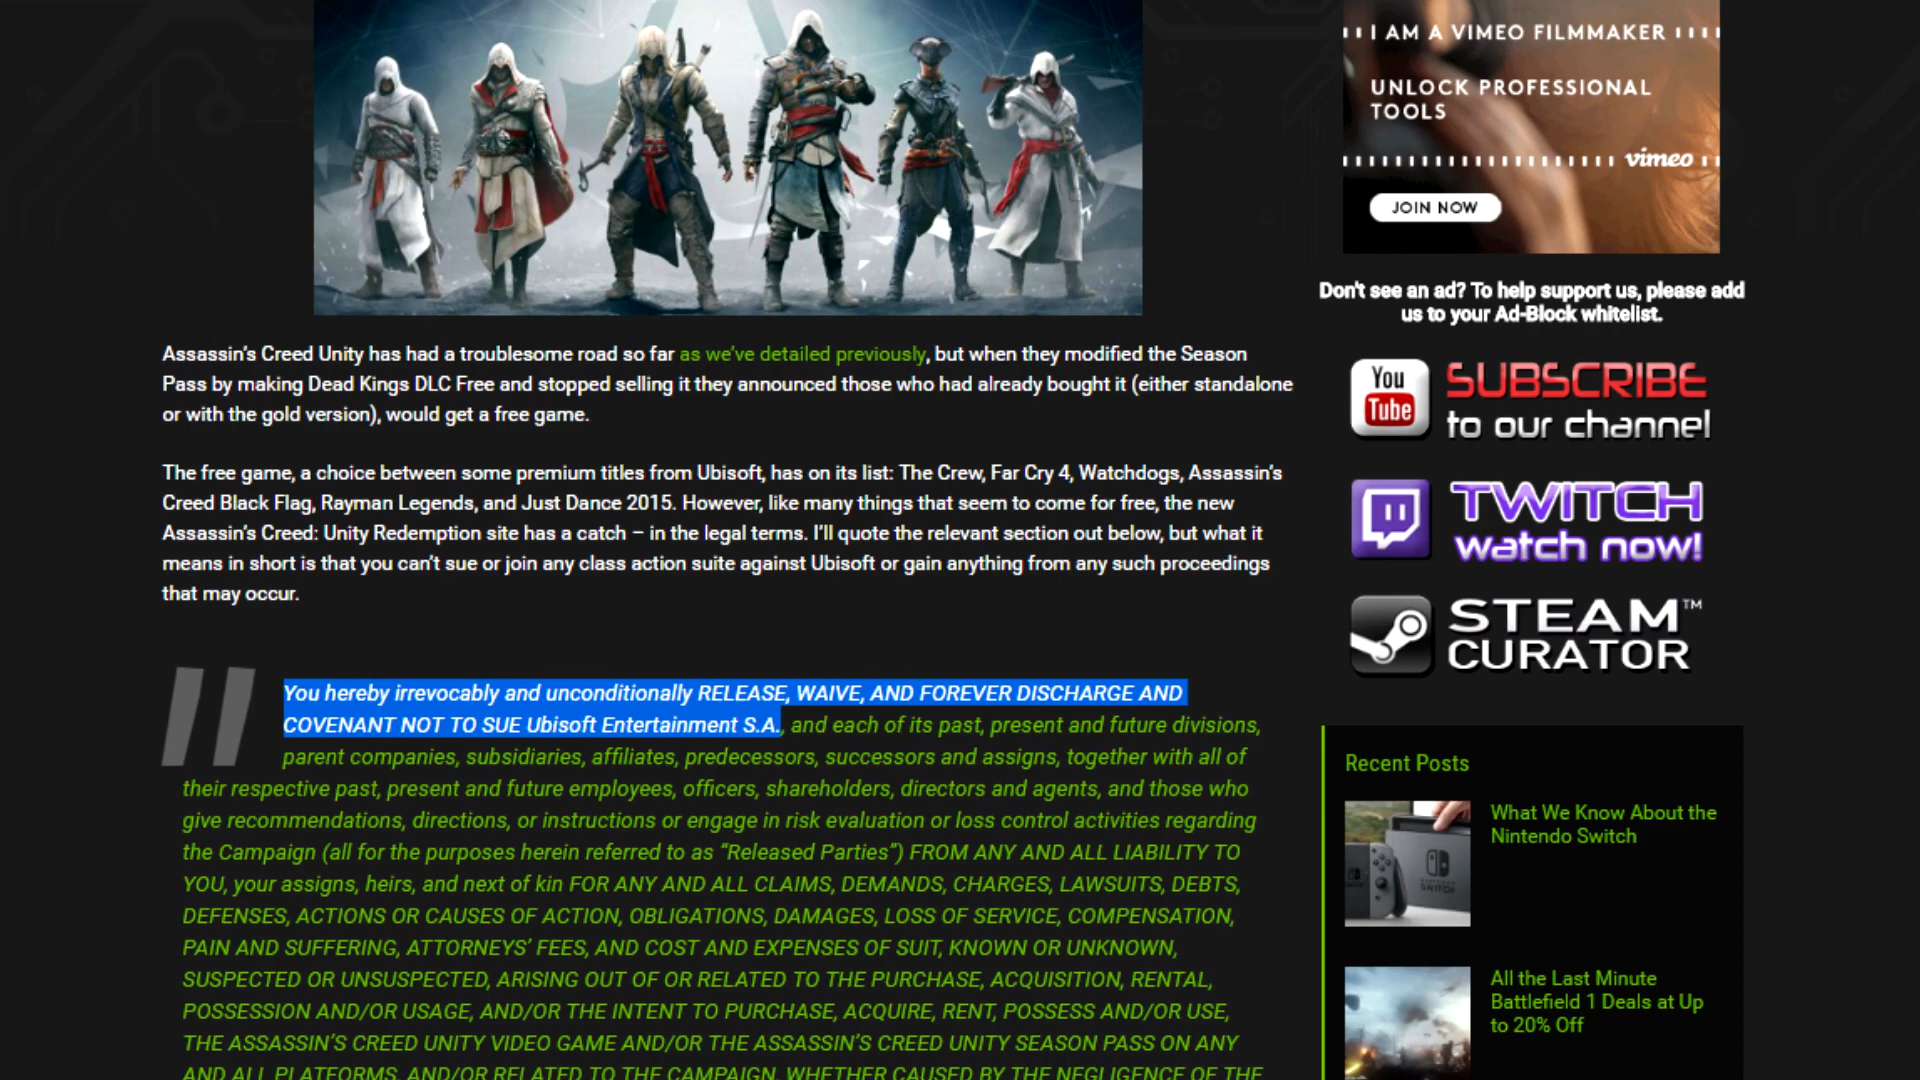 I AM A VIMEO FILMMAKER
UNLOCK PROFESSIONAL
TOOLS
vimeo
JOIN NOW
Don't see an ad? To help support us, please add
us to your Ad-Block whitelist.
You
Tube
SUBSCRIBE
to our channel
TWITCH
watch now!
STEAM™
CURATOR
Assassin's Creed Unity has had a troublesome road so far as we've detailed previously, but when they modified the Season
Pass by making Dead Kings DLC Free and stopped selling it they announced those who had already bought it (either standalone
or with the gold version), would get a free game.
The free game, a choice between some premium titles from Ubisoft, has on its list: The Crew, Far Cry 4, Watchdogs, Assassin's
Creed Black Flag, Rayman Legends, and Just Dance 2015. However, like many things that seem to come for free, the new
Assassin's Creed: Unity Redemption site has a catch – in the legal terms. I'll quote the relevant section out below, but what it
means in short is that you can't sue or join any class action suite against Ubisoft or gain anything from any such proceedings
that may occur.
You hereby irrevocably and unconditionally RELEASE, WAIVE, AND FOREVER DISCHARGE AND
COVENANT NOT TO SUE Ubisoft Entertainment S.A., and each of its past, present and future divisions,
parent companies, subsidiaries, affiliates, predecessors, successors and assigns, together with all of
their respective past, present and future employees, officers, shareholders, directors and agents, and those who
give recommendations, directions, or instructions or engage in risk evaluation or loss control activities regarding
the Campaign (all for the purposes herein referred to as “Released Parties”) FROM ANY AND ALL LIABILITY TO
YOU, your assigns, heirs, and next of kin FOR ANY AND ALL CLAIMS, DEMANDS, CHARGES, LAWSUITS, DEBTS,
DEFENSES, ACTIONS OR CAUSES OF ACTION, OBLIGATIONS, DAMAGES, LOSS OF SERVICE, COMPENSATION,
PAIN AND SUFFERING, ATTORNEYS' FEES, AND COST AND EXPENSES OF SUIT, KNOWN OR UNKNOWN,
SUSPECTED OR UNSUSPECTED, ARISING OUT OF OR RELATED TO THE PURCHASE, ACQUISITION, RENTAL,
POSSESSION AND/OR USAGE, AND/OR THE INTENT TO PURCHASE, ACQUIRE, RENT, POSSESS AND/OR USE,
THE ASSASSIN'S CREED UNITY VIDEO GAME AND/OR THE ASSASSIN'S CREED UNITY SEASON PASS ON ANY
AND ALL PLATFORMS, AND/OR RELATED TO THE CAMPAIGN, WHETHER CAUSED BY THE NEGLIGENCE OF THE
Recent Posts
What We Know About the
Nintendo Switch
All the Last Minute
Battlefield 1 Deals at Up
to 20% Off